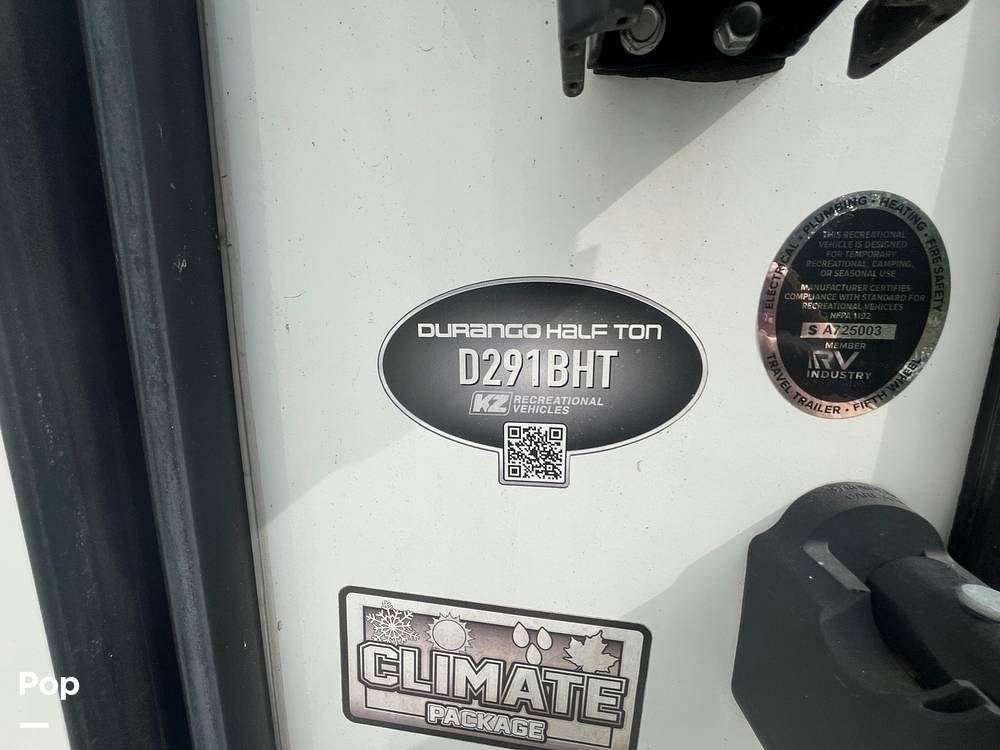 ELECTRICAL • PLUMBING • HEATING • FIRE SAFETY
THIS RECREATIONAL
VEHICLE IS DESIGNED
FOR TEMPORARY
RECREATIONAL, CAMPING,
OR SEASONAL USE
MANUFACTURER CERTIFIES
COMPLIANCE WITH STANDARD FOR
RECREATIONAL VEHICLES
NFPA 1192
S A725003
MEMBER
RV
INDUSTRY
TRAVEL TRAILER • FIFTH WHEEL
DURANGO HALF TON
D291BHT
KZ RECREATIONAL
VEHICLES
CLIMATE
PACKAGE
Pop